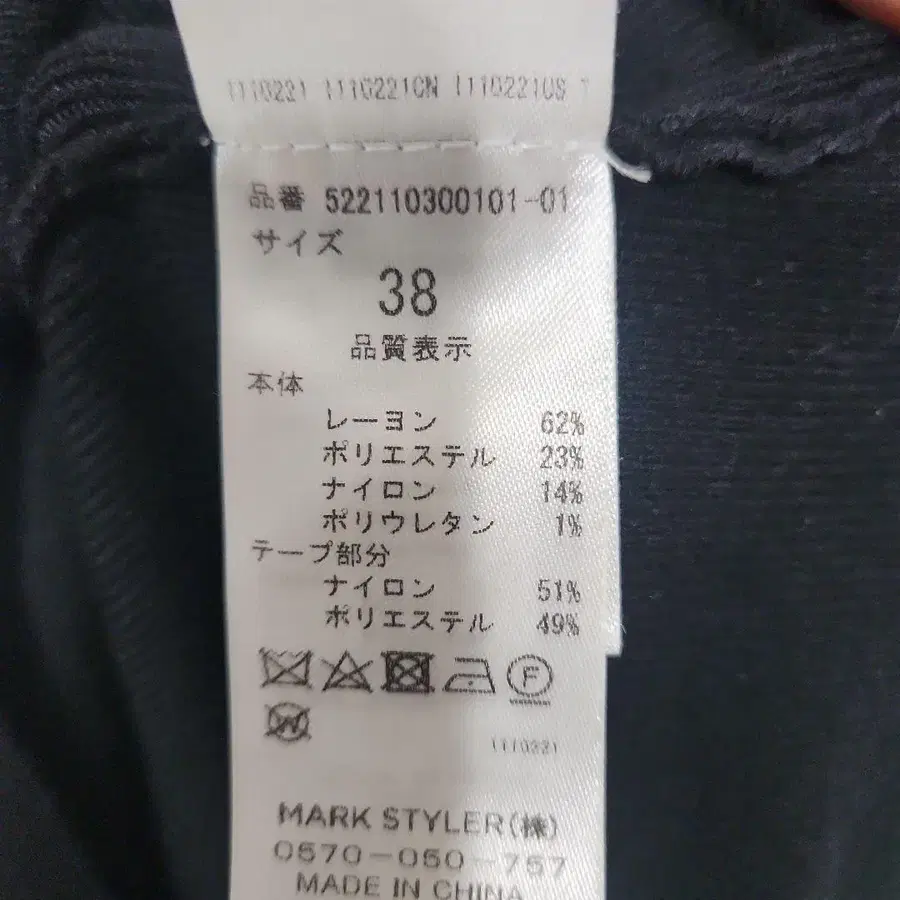 1110221 1110221CN 1110221US
品番 522110300101-01
サイズ
38
品質表示
本体
レーヨン 62%
ポリエステル 23%
ナイロン 14%
ポリウレタン 1%
テープ部分
ナイロン 51%
ポリエステル 49%
F
W
1110221
MARK STYLER(株)
0570-050-757
MADE IN CHINA